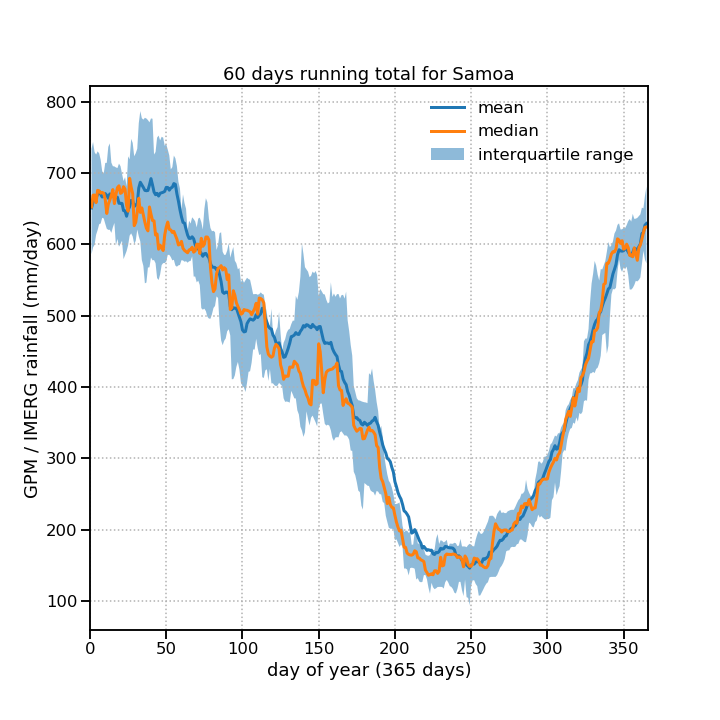 60 days running total for Samoa
mean
median
interquartile range
GPM / IMERG rainfall (mm/day)
800
700
600
500
400
300
200
100
0 50 100 150 200 250 300 350
day of year (365 days)